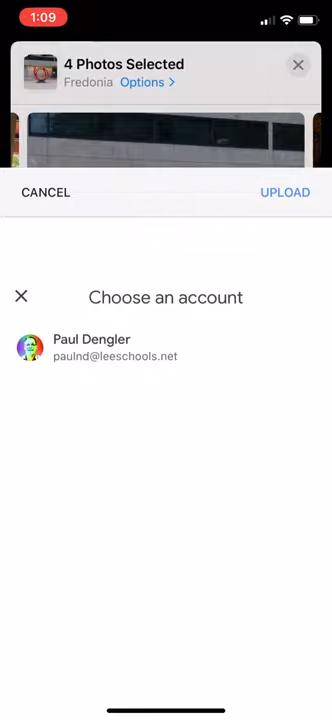 1:09
4 Photos Selected
Fredonia Options >
CANCEL UPLOAD
Choose an account
Paul Dengler
paulnd@leeschools.net